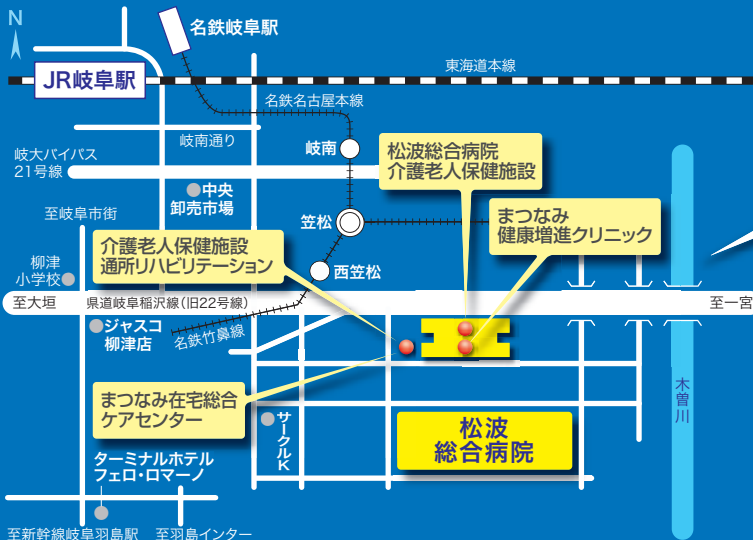 N
名鉄岐阜駅
JR岐阜駅
東海道本線
名鉄名古屋本線
岐南通り
岐南
岐大バイパス
21号線
松波総合病院
介護老人保健施設
中央
卸売市場
至岐阜市街
笠松
まつなみ
健康増進クリニック
介護老人保健施設
通所リハビリテーション
柳津
小学校
西笠松
至大垣
県道岐阜稲沢線(旧22号線)
至一宮
ジャスコ
柳津店
名鉄竹鼻線
木曽川
まつなみ在宅総合
ケアセンター
サークルK
松波
総合病院
ターミナルホテル
フェロ・ロマーノ
至新幹線岐阜羽島駅
至羽島インター